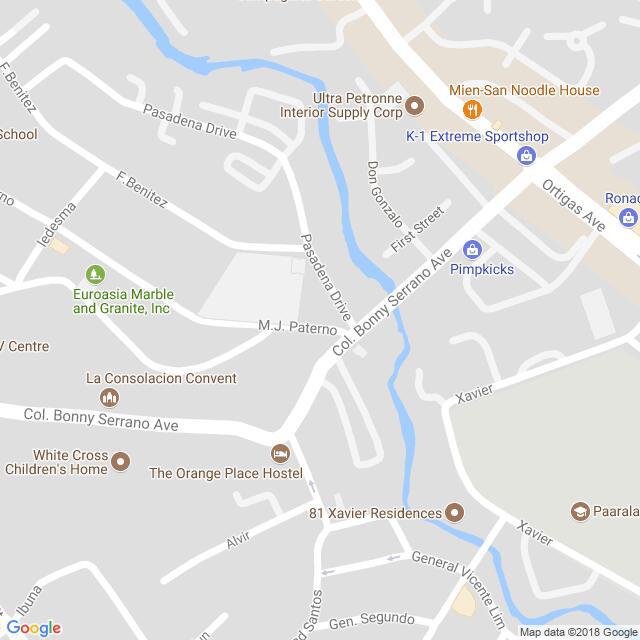 F.Benitez
Pasadena Drive
Ultra Petronne
Interior Supply Corp
Mien-San Noodle House
K-1 Extreme Sportshop
School
F.Benitez
Don Gonzalo
Ortigas Ave
Ronac
ledesma
First Street
Pasadena Drive
Pimpkicks
Euroasia Marble
and Granite, Inc
M.J. Paterno
Col. Bonny Serrano Ave
V Centre
La Consolacion Convent
Xavier
Col. Bonny Serrano Ave
White Cross
Children's Home
The Orange Place Hostel
81 Xavier Residences
Paarala
Xavier
Alvir
General Vicente Lim
Ibuna
Santos
Gen. Segundo
Google
Map data ©2018 Google